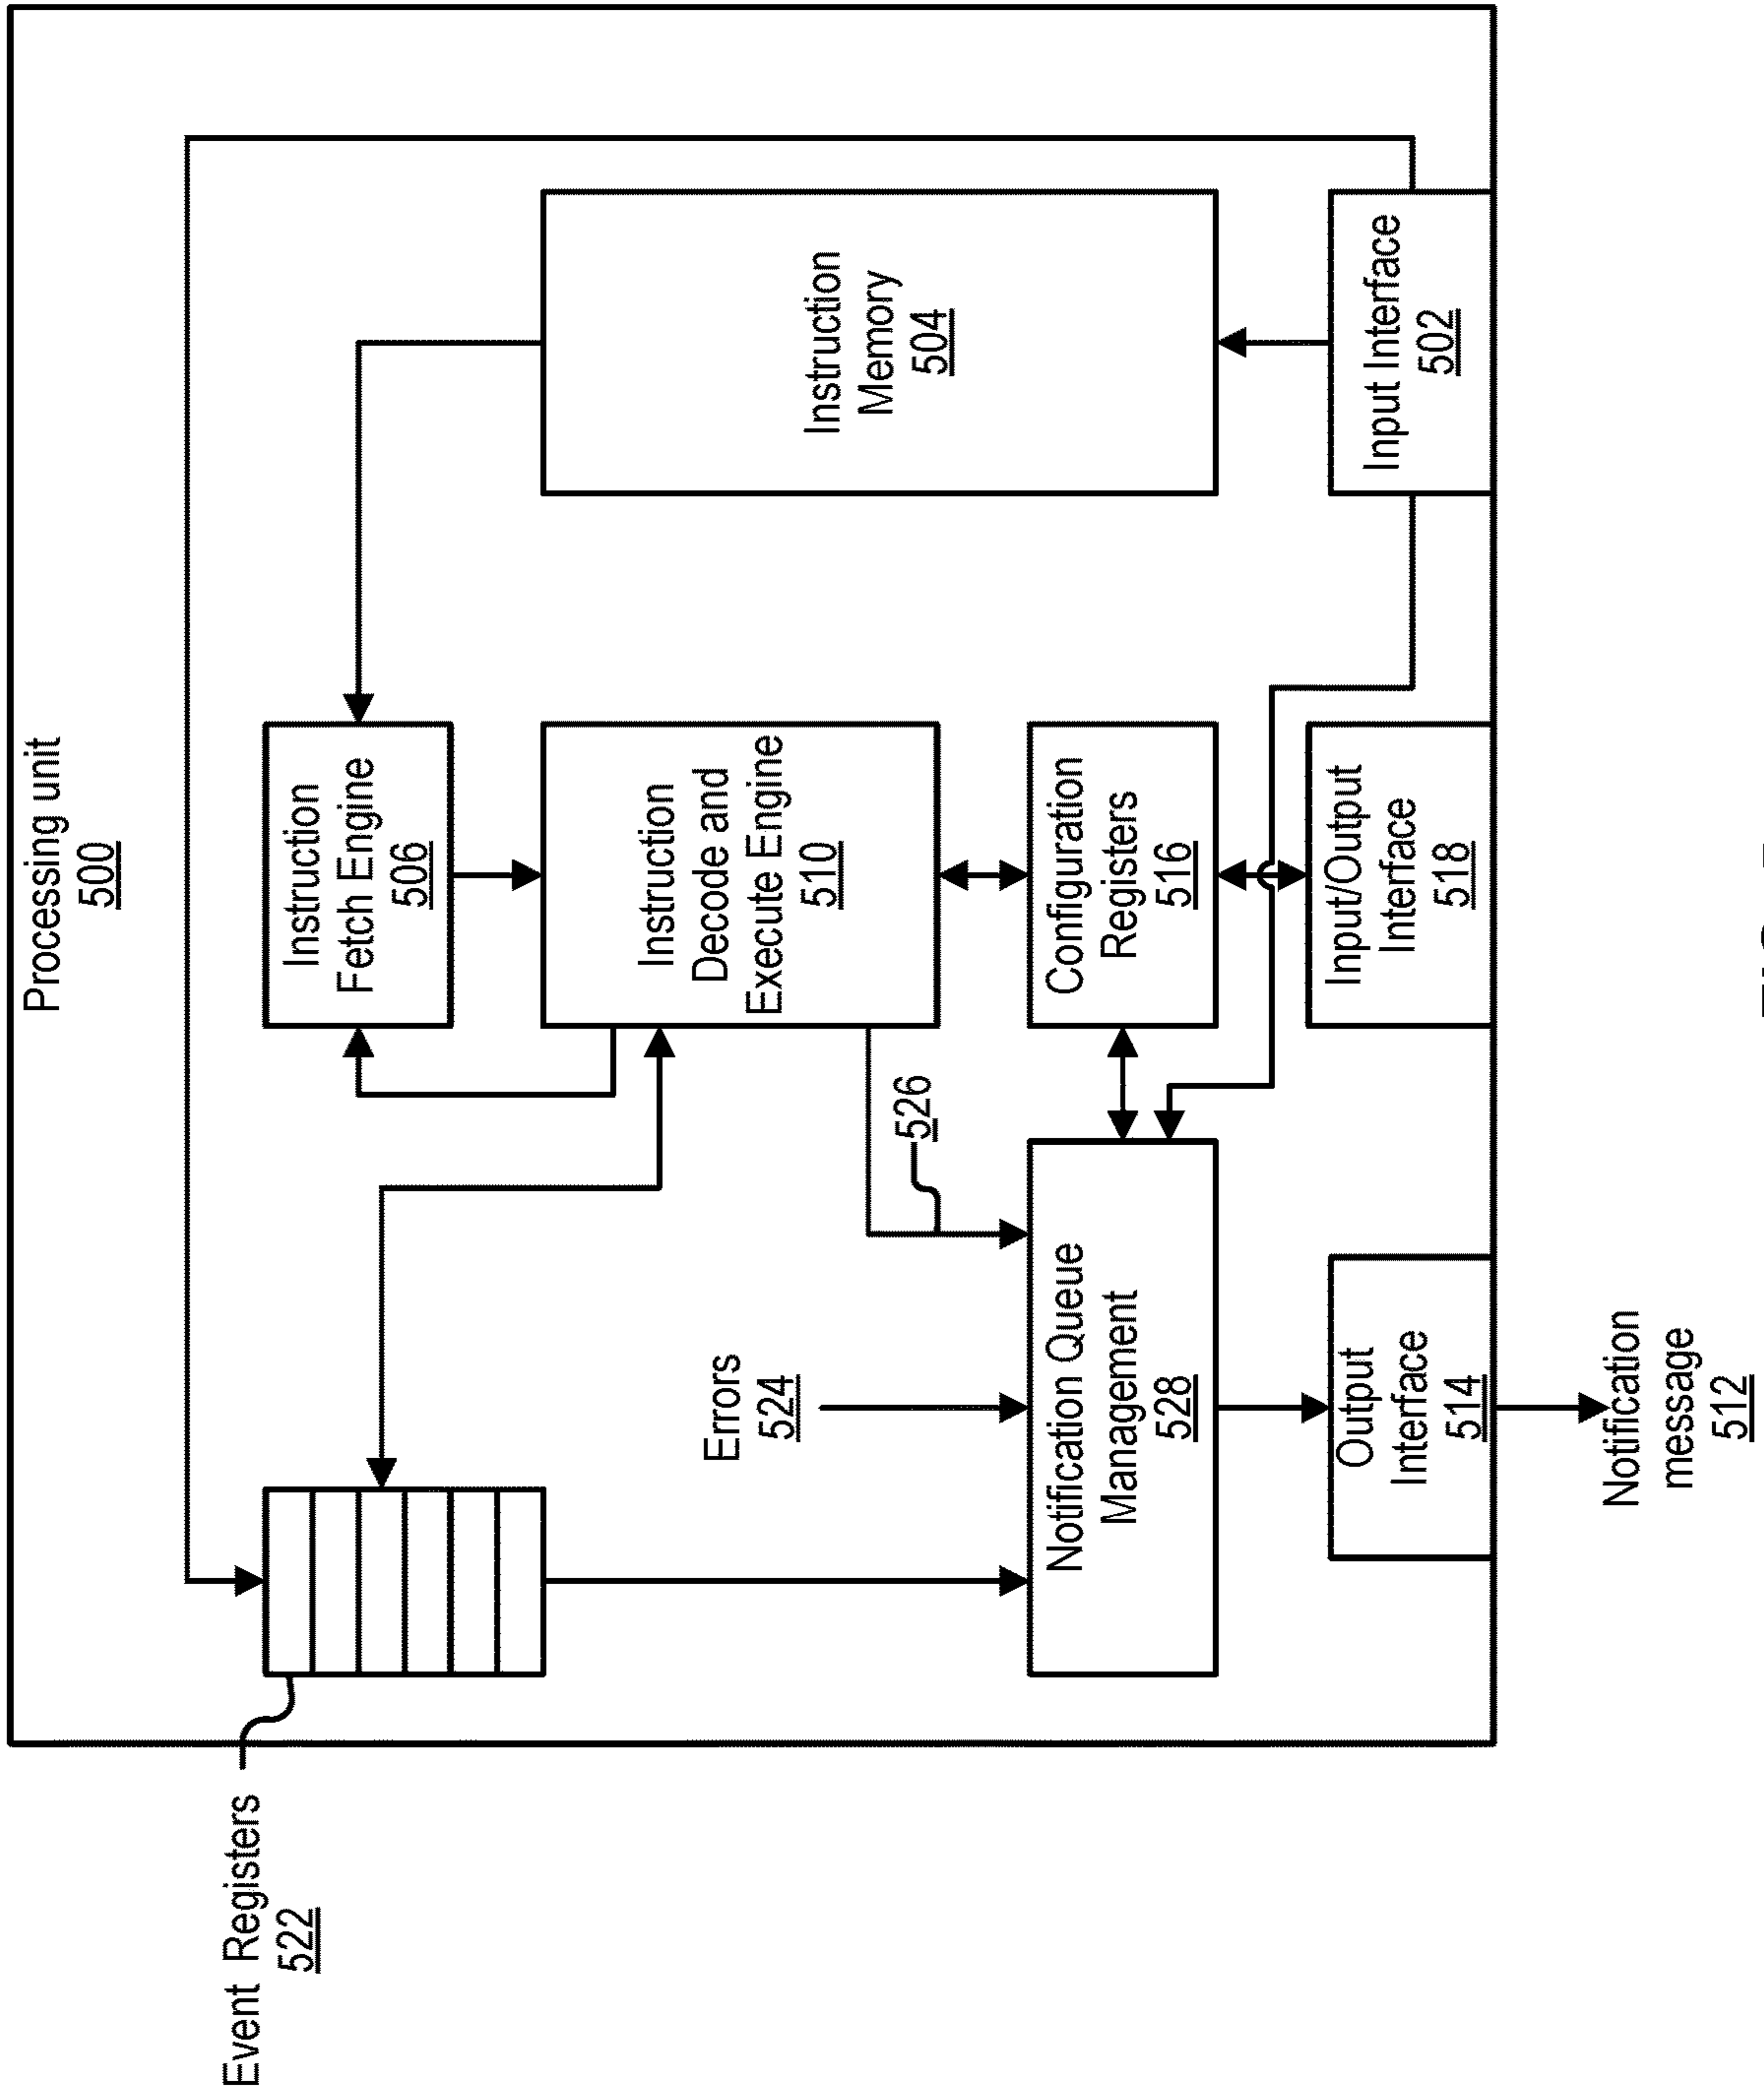 Processing unit
500
Event Registers
522
Instruction
Fetch Engine
506
Instruction
Decode and
Execute Engine
510
Instruction
Memory
504
Errors
524
526
Notification Queue
Management
528
Configuration
Registers
516
Output
Interface
514
Input/Output
Interface
518
Input Interface
502
Notification
message
512